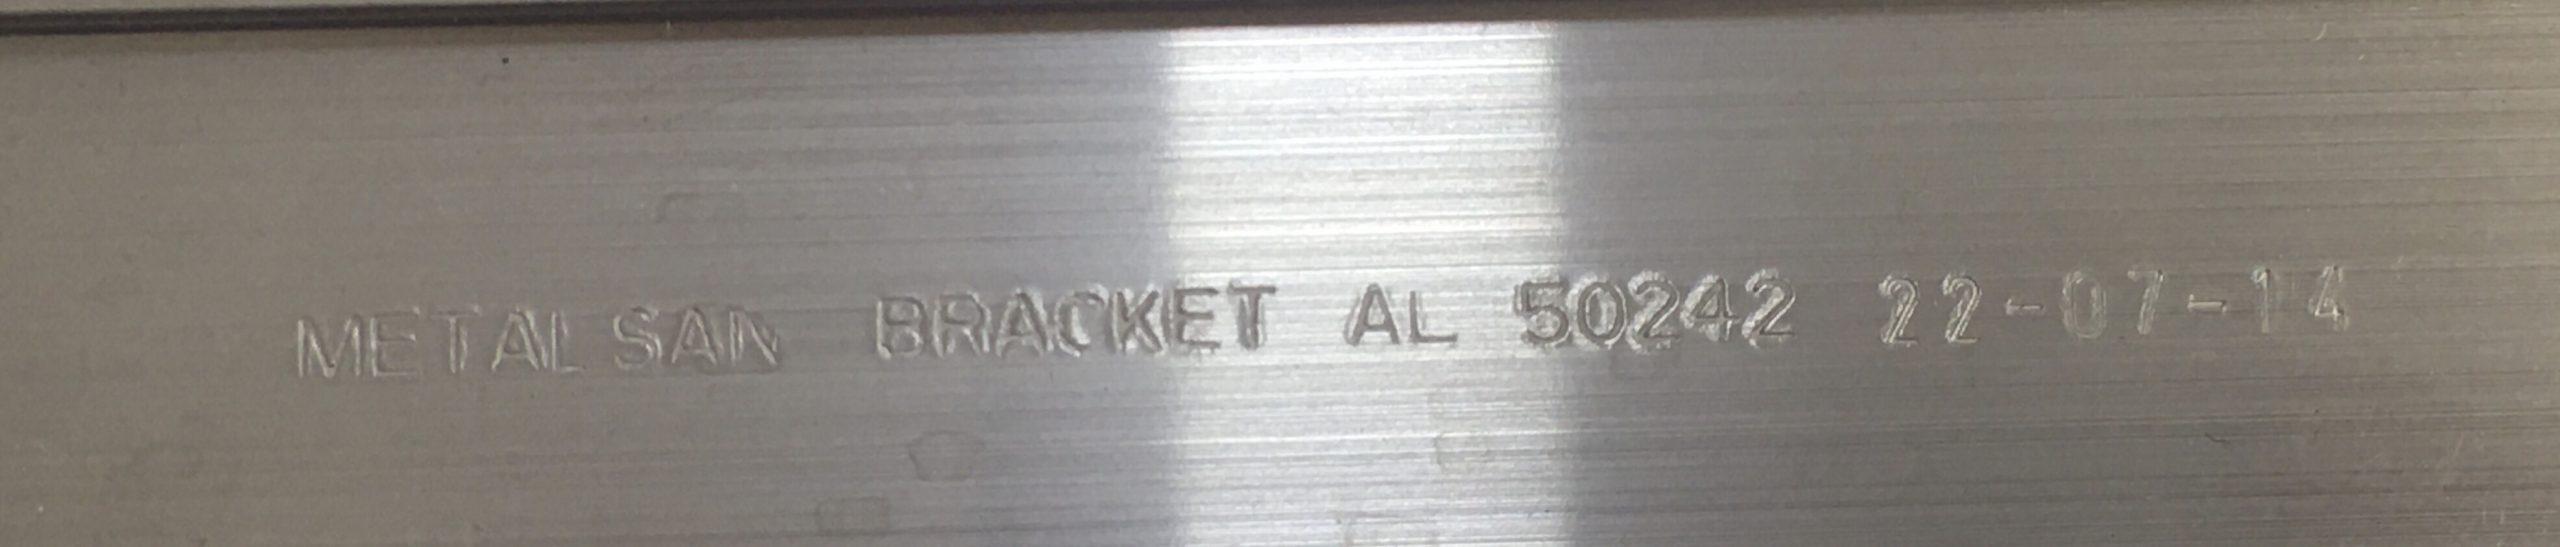 METALSAN BRACKET AL 50242 22-07-14